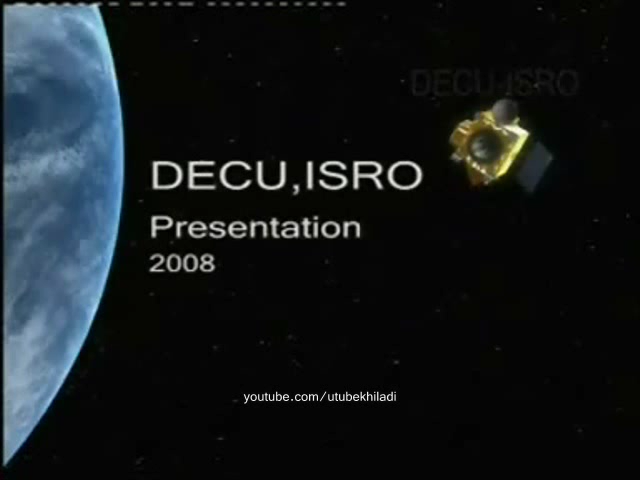 DECU-ISRO
DECU,ISRO
Presentation
2008
youtube.com/utubekhiladi